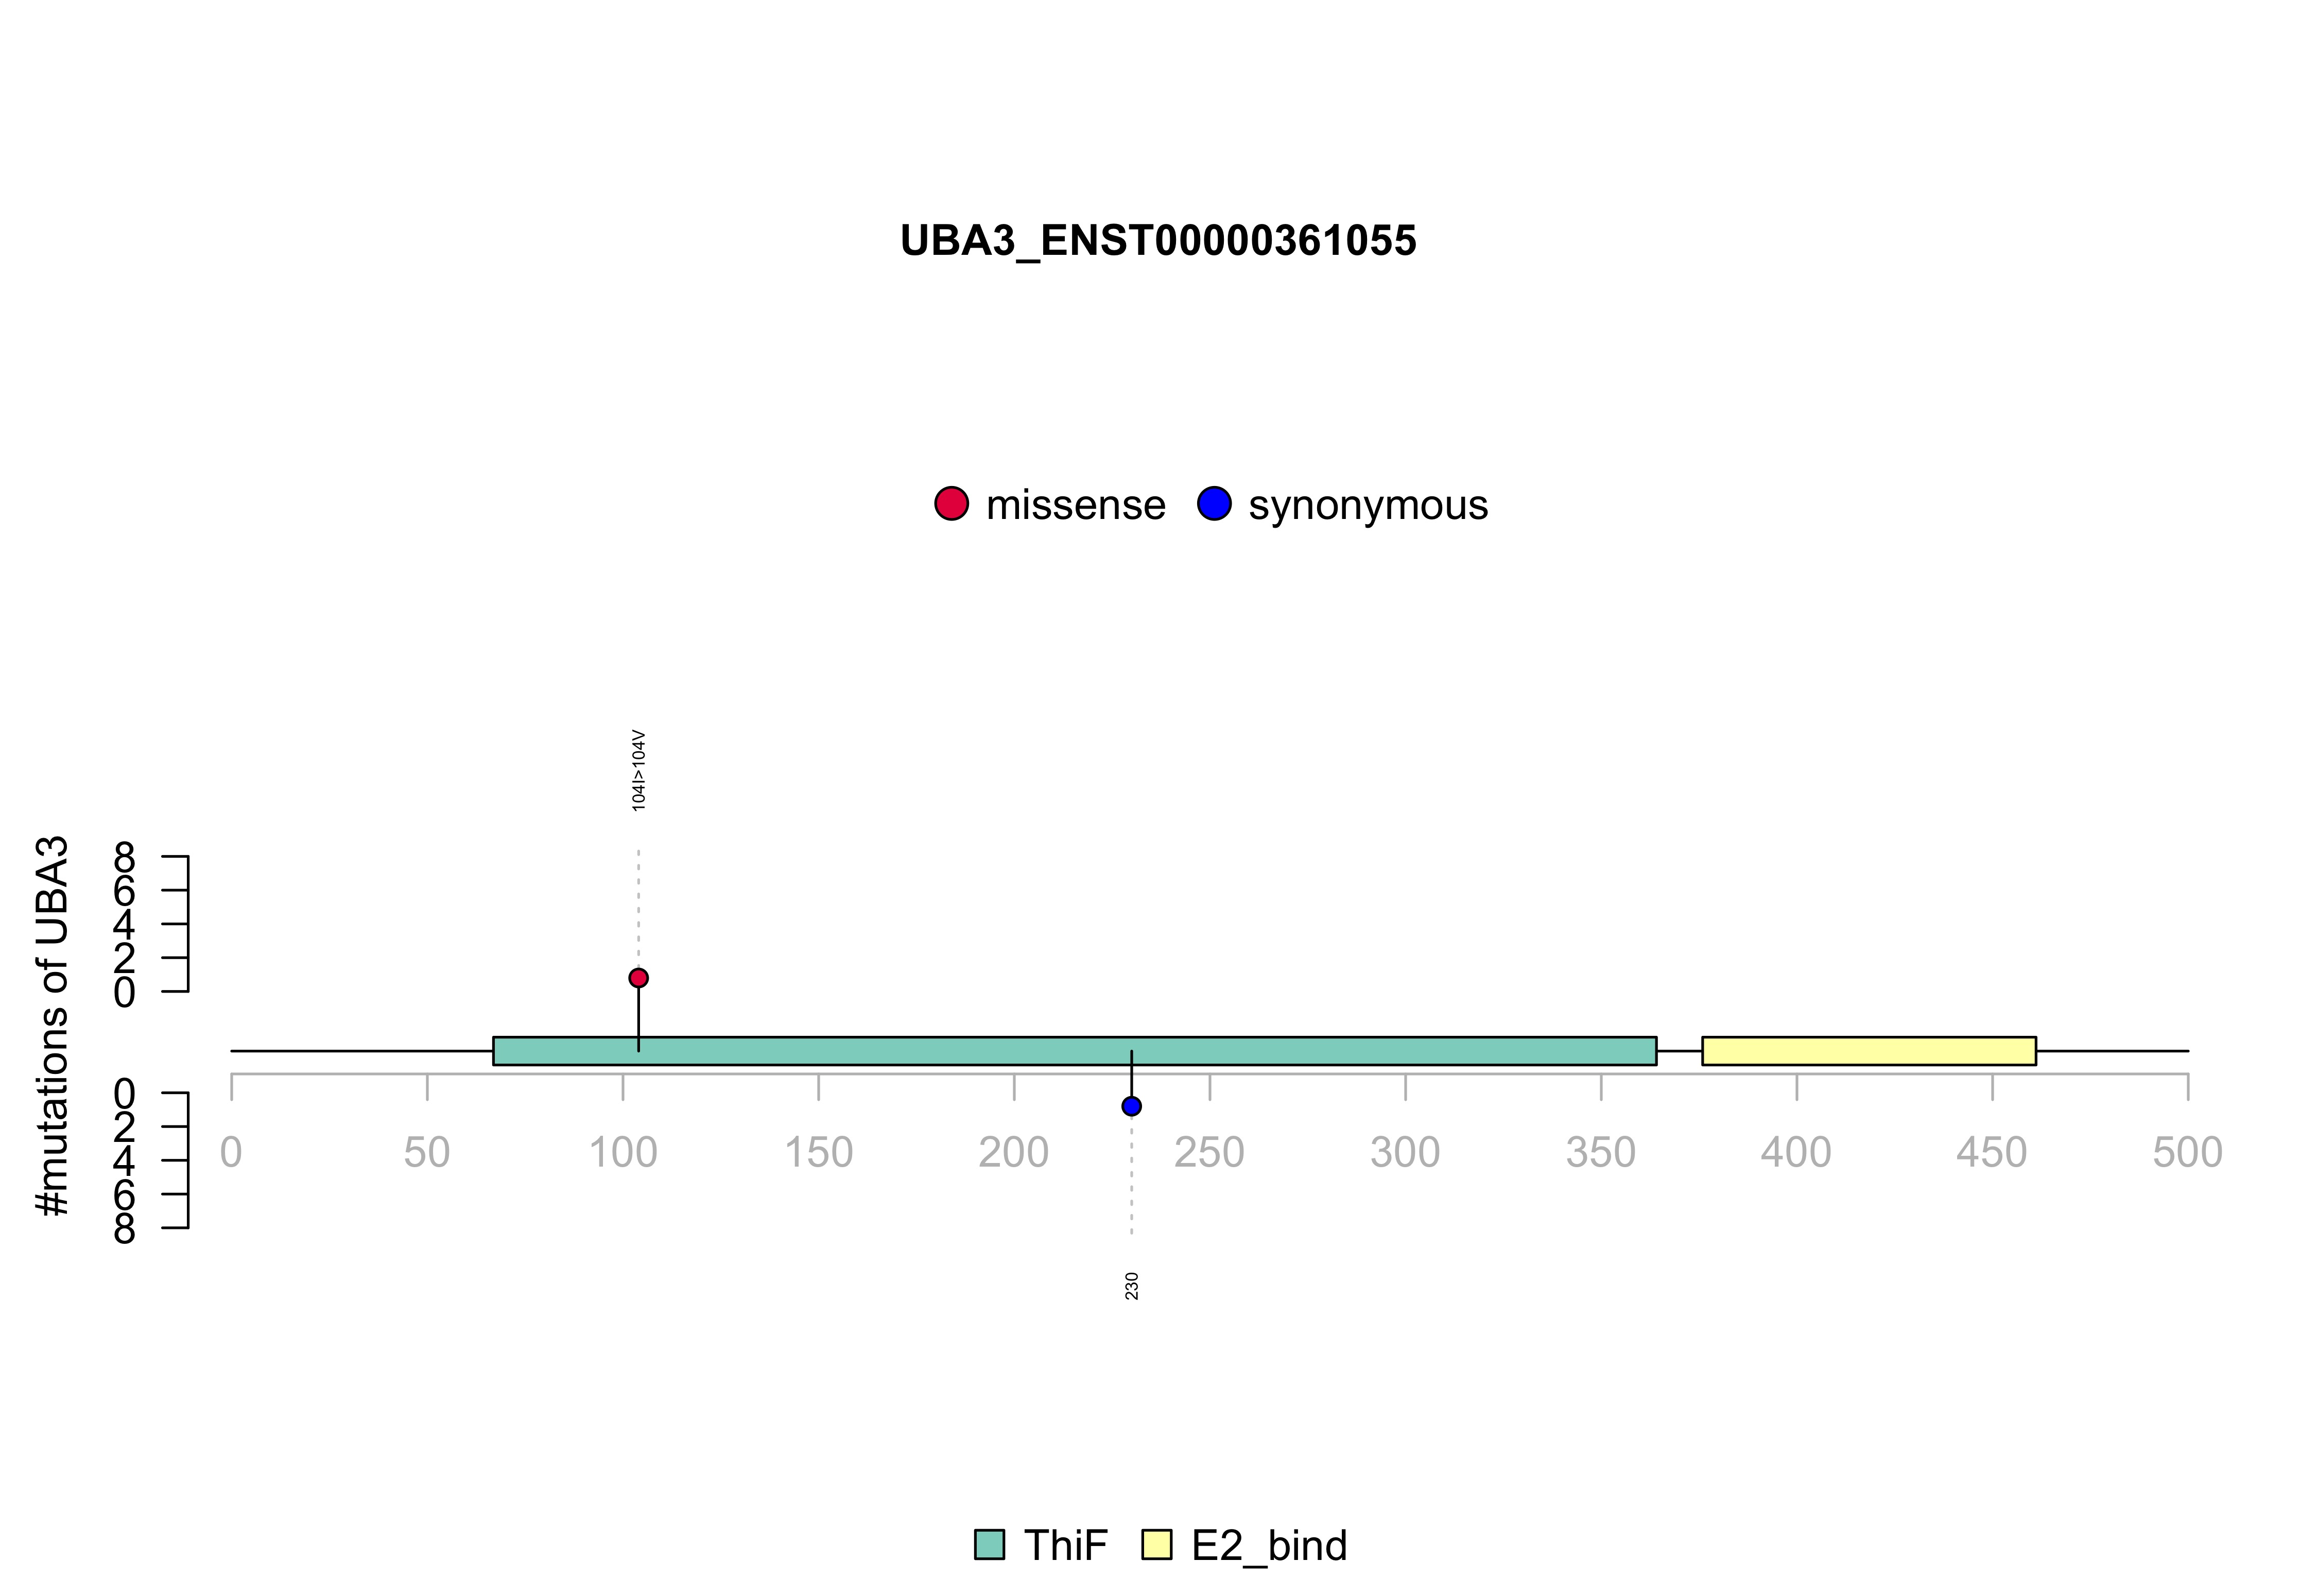 UBA3_ENST00000361055
missense synonymous
104I>104V
#mutations of UBA3
8
6
4
2
0
0
2
4
6
8
0 50 100 150 200 250 300 350 400 450 500
230
ThiF E2_bind